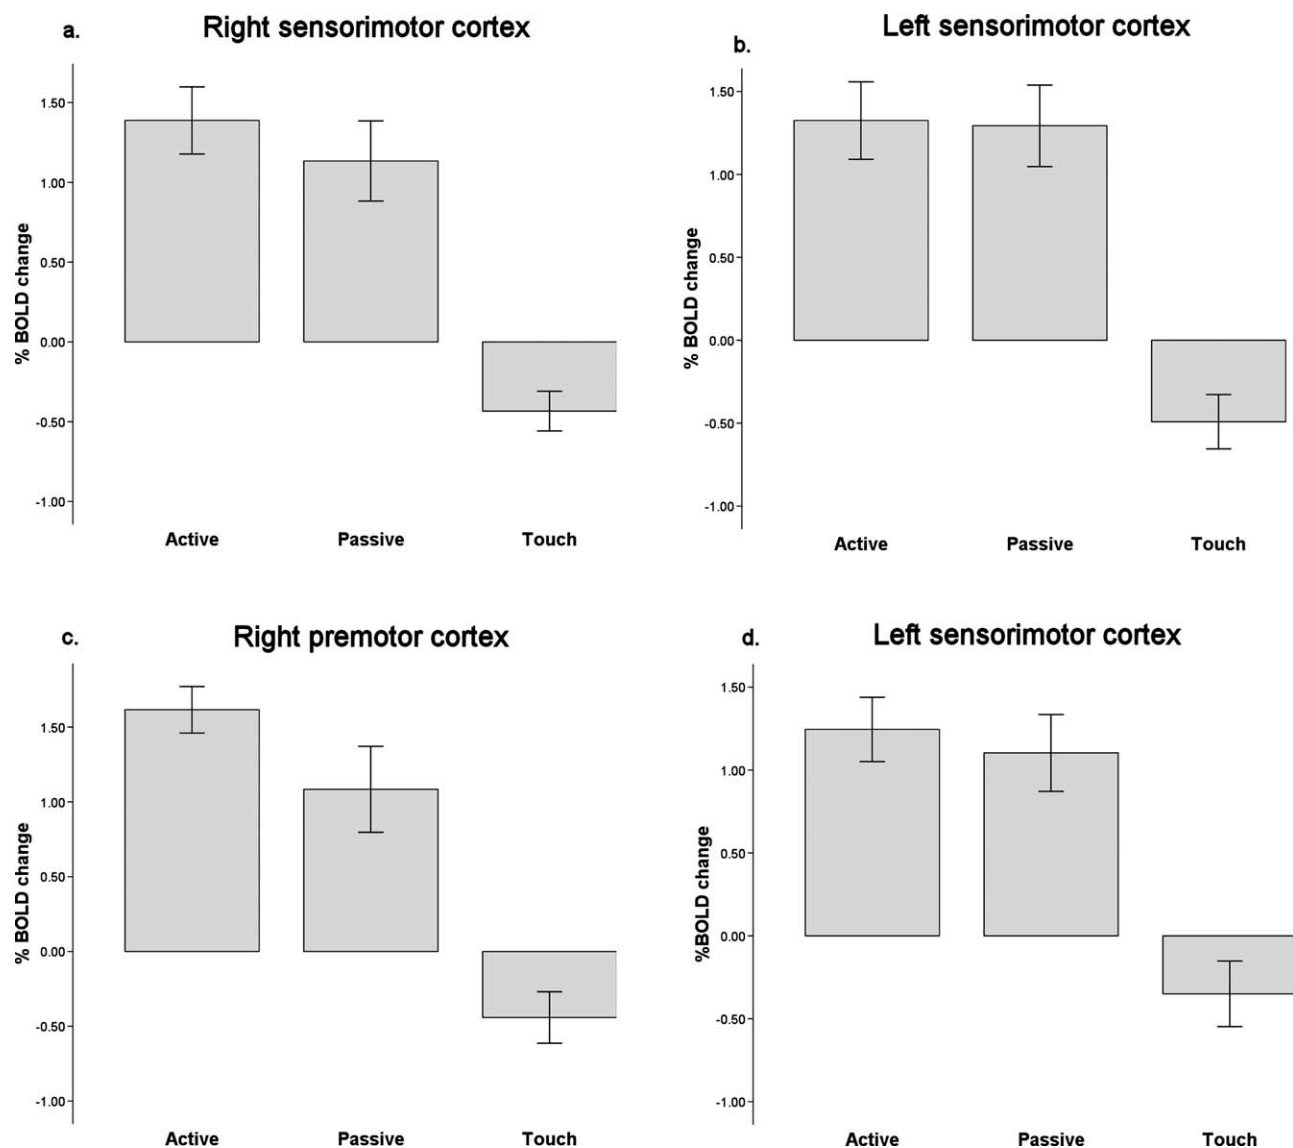 a.
Right sensorimotor cortex
% BOLD change
1.50
1.00
0.50
0.00
-0.50
-1.00
Active Passive Touch
b.
Left sensorimotor cortex
% BOLD change
1.50
1.00
0.50
0.00
-0.50
-1.00
Active Passive Touch
c.
Right premotor cortex
% BOLD change
1.50
1.00
0.50
0.00
-0.50
-1.00
Active Passive Touch
d.
Left sensorimotor cortex
%BOLD change
1.50
1.00
0.50
0.00
-0.50
-1.00
Active Passive Touch